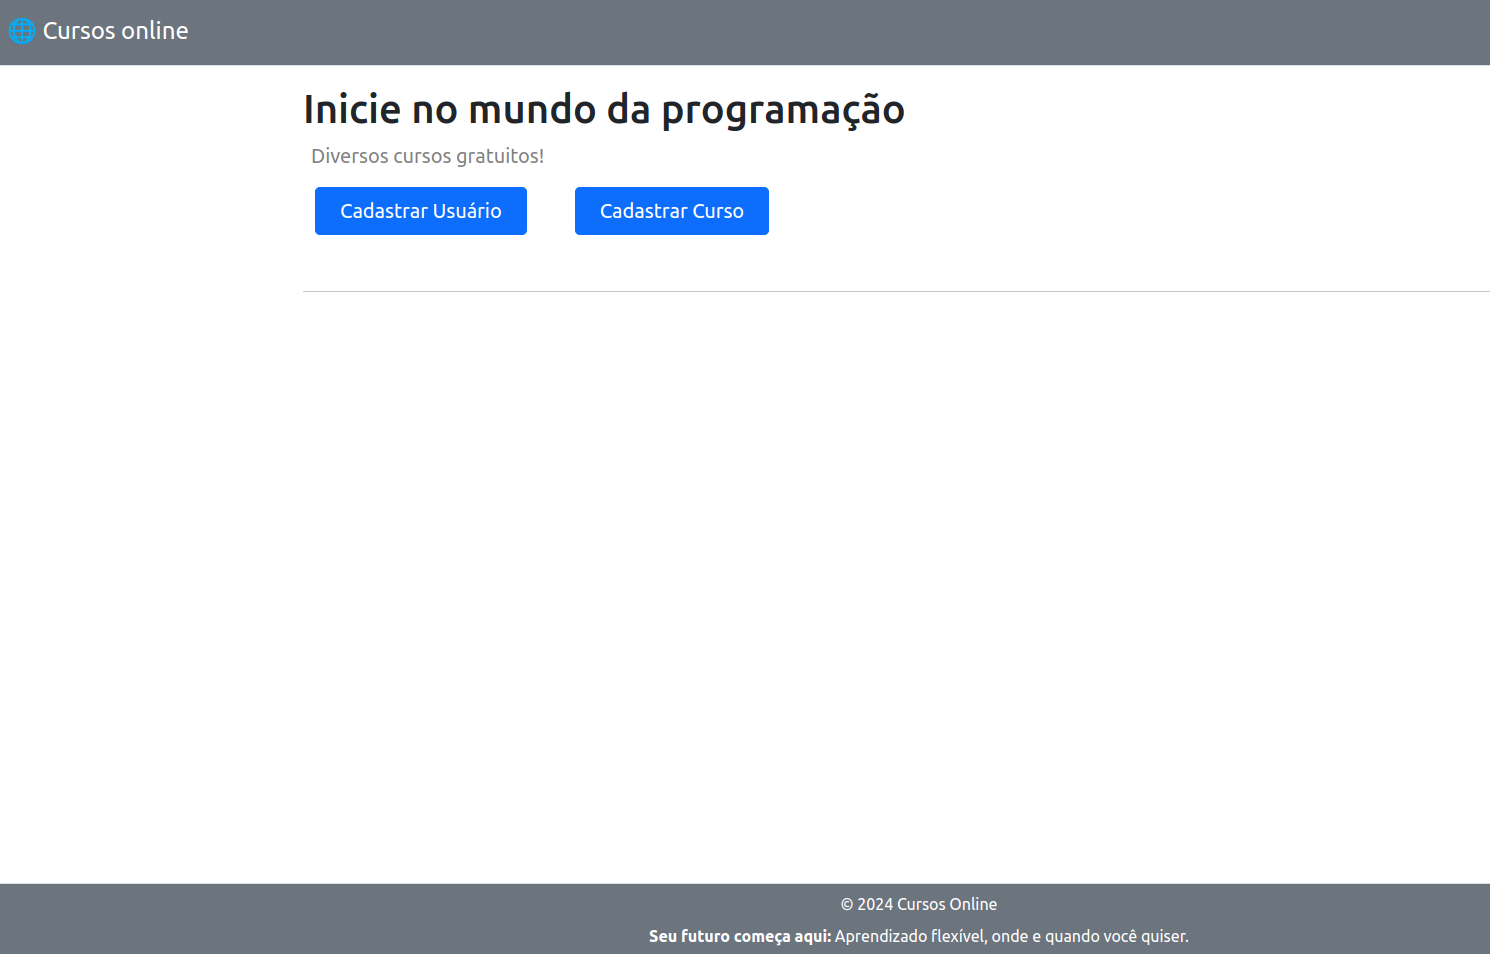 Cursos online
Inicie no mundo da programação
Diversos cursos gratuitos!
Cadastrar Usuário
Cadastrar Curso
© 2024 Cursos Online
Seu futuro começa aqui: Aprendizado flexível, onde e quando você quiser.